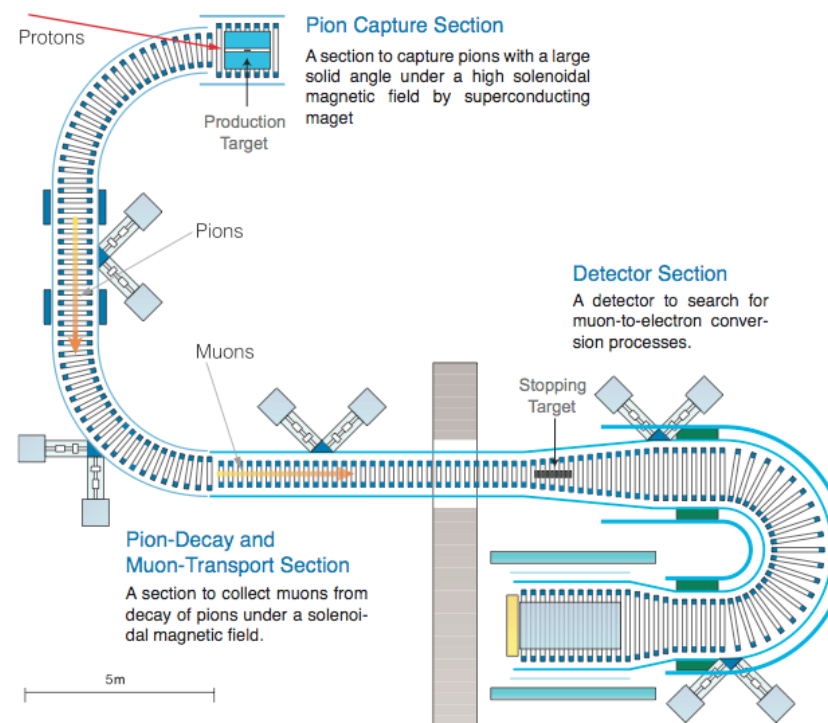 Protons
Pion Capture Section
A section to capture pions with a large
solid angle under a high solenoidal
magnetic field by superconducting
maget
Production
Target
Pions
Detector Section
A detector to search for
muon-to-electron conver-
sion processes.
Muons
Stopping
Target
Pion-Decay and
Muon-Transport Section
A section to collect muons from
decay of pions under a solenoi-
dal magnetic field.
5m